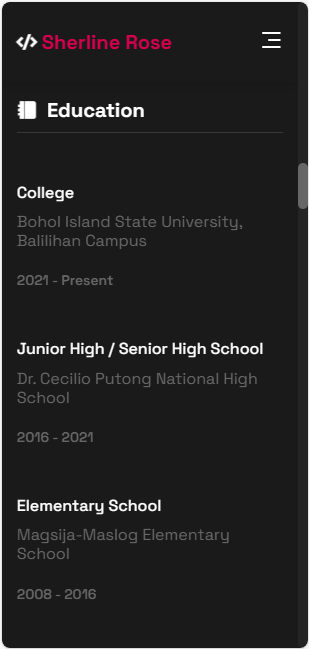 </> Sherline Rose
Education
College
Bohol Island State University,
Balilihan Campus
2021 - Present
Junior High / Senior High School
Dr. Cecilio Putong National High
School
2016 - 2021
Elementary School
Magsija-Maslog Elementary
School
2008 - 2016